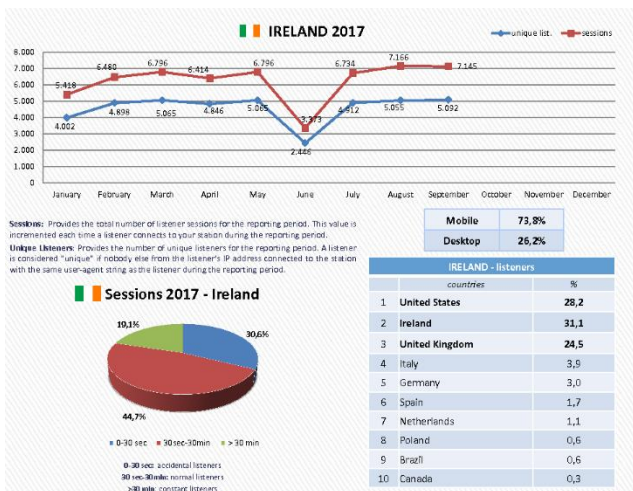 IRELAND 2017
unique list. sessions
8.000
7.000
6.000
5.000
4.000
3.000
2.000
1.000
0
5.418 6.480 6.796 6.414 6.796 3.373 6.734 7.166 7.145
4.002 4.898 5.065 4.846 5.065 2.446 4.912 5.055 5.092
January February March April May June July August September October November December
Sessions: Provides the total number of listener sessions for the reporting period. This value is
incremented each time a listener connects to your station during the reporting period.
Unique Listeners: Provides the number of unique listeners for the reporting period. A listener
is considered "unique" if nobody else from the listener's IP address connected to the station
with the same user-agent string as the listener during the reporting period.
Mobile 73,8%
Desktop 26,2%
Sessions 2017 - Ireland
19,1%
30,6%
44,7%
0-30 sec 30sec-30min > 30 min
0-30 sec: accidental listeners
30 sec-30min: normal listeners
>30 min: constant listeners
IRELAND - listeners
countries %
1 United States 28,2
2 Ireland 31,1
3 United Kingdom 24,5
4 Italy 3,9
5 Germany 3,0
6 Spain 1,7
7 Netherlands 1,1
8 Poland 0,6
9 Brazil 0,6
10 Canada 0,3